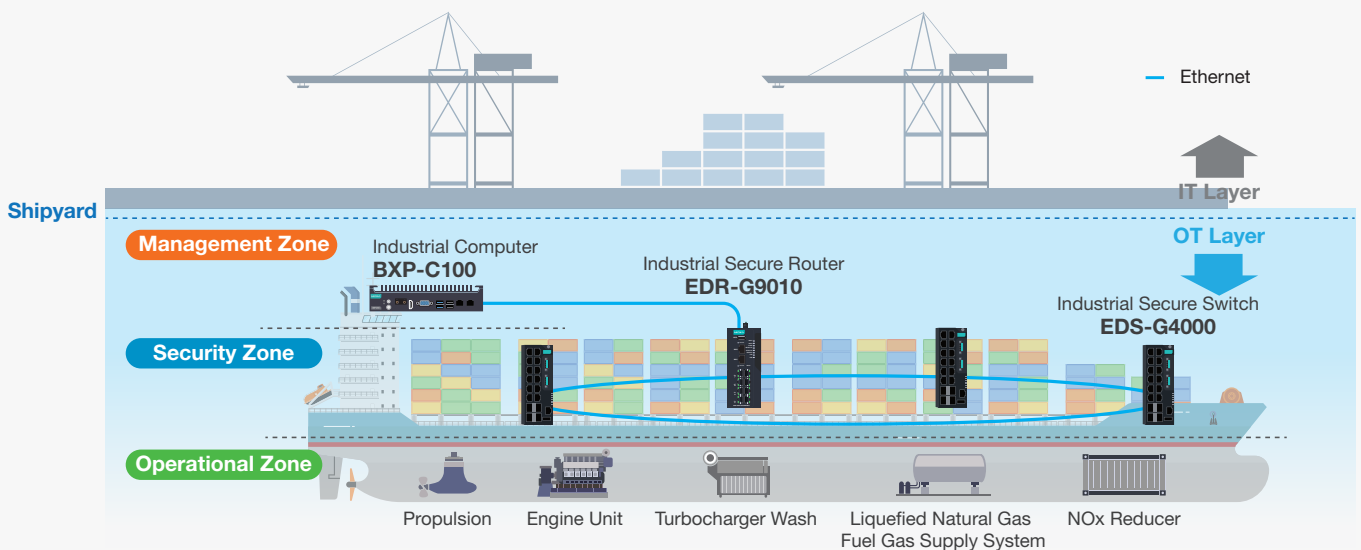 Ethernet
IT Layer
Shipyard
OT Layer
Management Zone
Industrial Computer
BXP-C100
Industrial Secure Router
EDR-G9010
Industrial Secure Switch
EDS-G4000
Security Zone
Operational Zone
Propulsion
Engine Unit
Turbocharger Wash
Liquefied Natural Gas
Fuel Gas Supply System
NOx Reducer